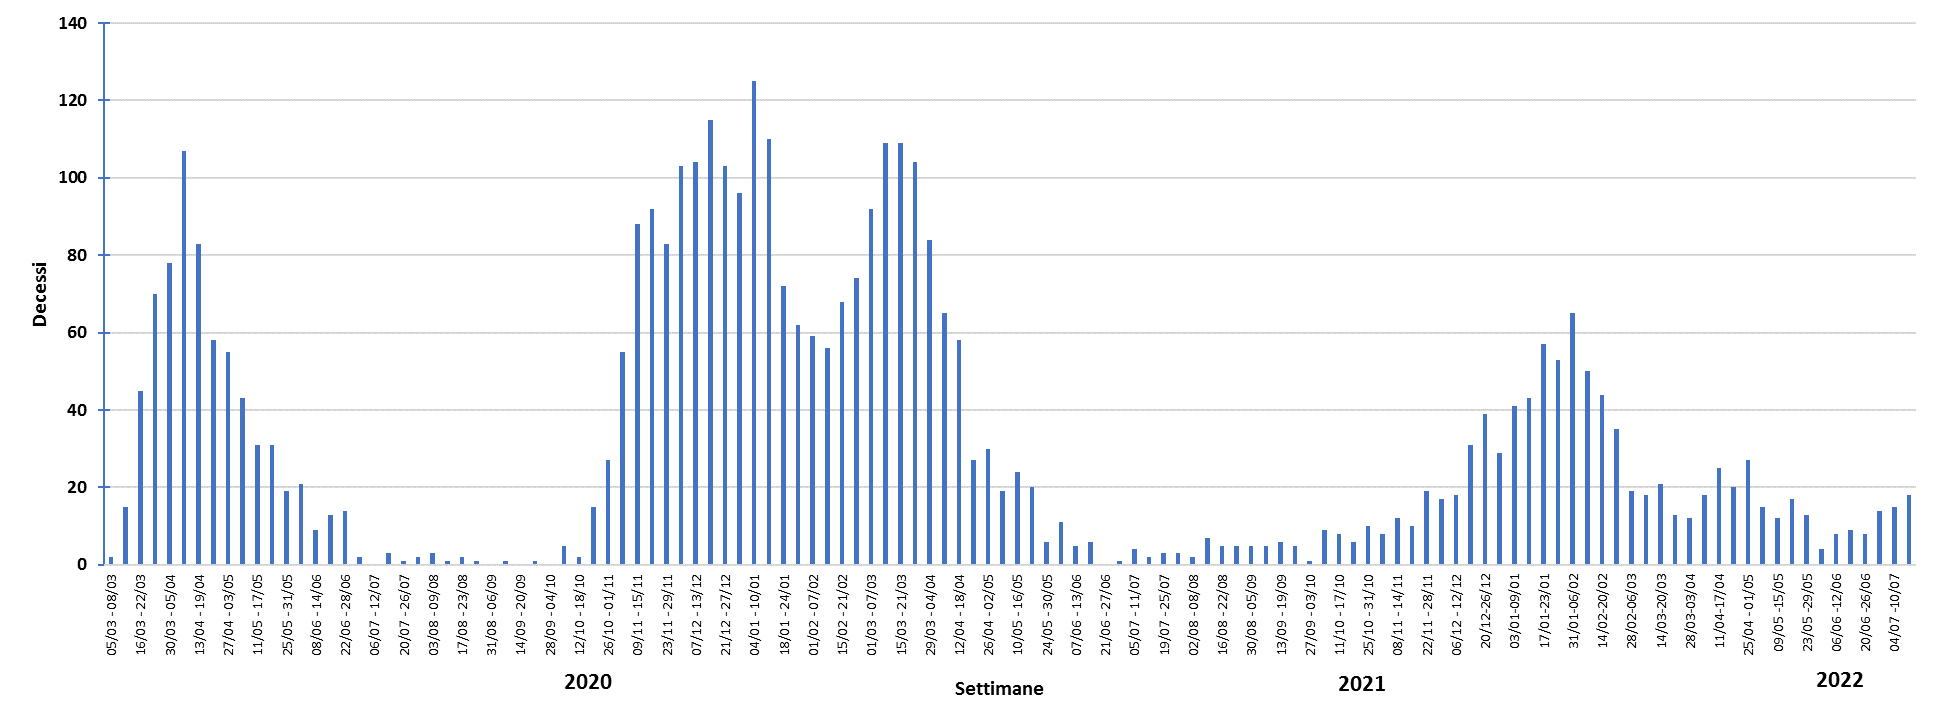 140
120
100
80
60
40
20
0
Decessi
05/03 - 08/03
16/03 - 22/03
30/03 - 05/04
13/04 - 19/04
27/04 - 03/05
11/05 - 17/05
25/05 - 31/05
08/06 - 14/06
22/06 - 28/06
06/07 - 12/07
20/07 - 26/07
03/08 - 09/08
17/08 - 23/08
31/08 - 06/09
14/09 - 20/09
28/09 - 04/10
12/10 - 18/10
26/10 - 01/11
09/11 - 15/11
23/11 - 29/11
07/12 - 13/12
21/12 - 27/12
04/01 - 10/01
18/01 - 24/01
01/02 - 07/02
15/02 - 21/02
01/03 - 07/03
15/03 - 21/03
29/03 - 04/04
12/04 - 18/04
26/04 - 02/05
10/05 - 16/05
24/05 - 30/05
07/06 - 13/06
21/06 - 27/06
05/07 - 11/07
19/07 - 25/07
02/08 - 08/08
16/08 - 22/08
30/08 - 05/09
13/09 - 19/09
27/09 - 03/10
11/10 - 17/10
25/10 - 31/10
08/11 - 14/11
22/11 - 28/11
06/12 - 12/12
20/12-26/12
03/01-09/01
17/01-23/01
31/01-06/02
14/02-20/02
28/02-06/03
14/03-20/03
28/03-03/04
11/04-17/04
25/04 - 01/05
09/05 -15/05
23/05 -29/05
06/06 -12/06
20/06 -26/06
04/07 -10/07
2020
Settimane
2021
2022